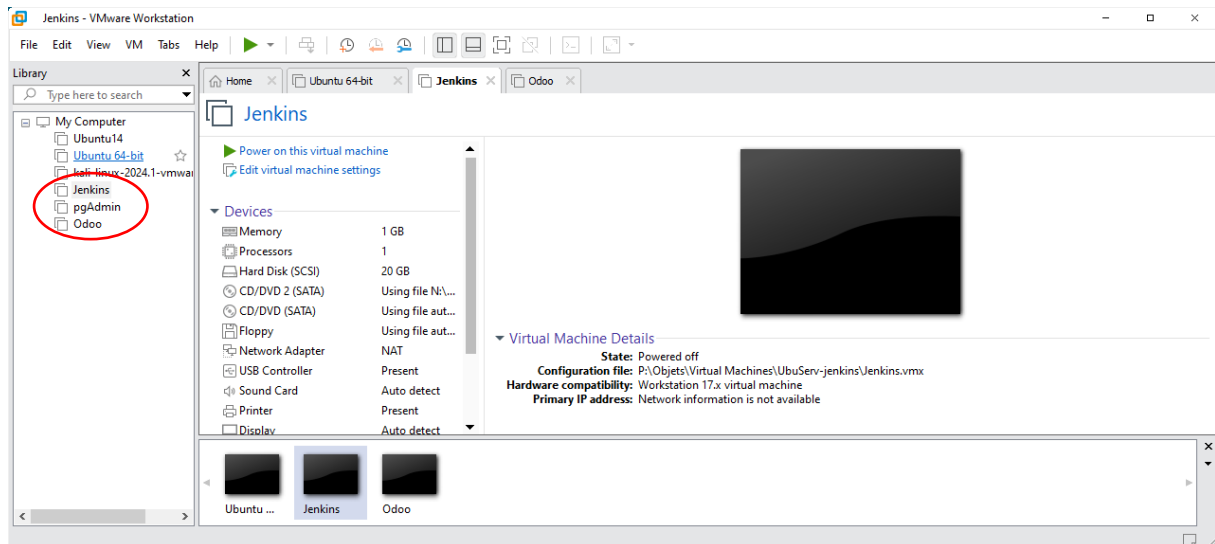 Jenkins - VMware Workstation
File Edit View VM Tabs Help
Library
Type here to search
My Computer
Ubuntu14
Ubuntu 64-bit
kali-linux-2024.1-vmwar
Jenkins
pgAdmin
Odoo
Home
Ubuntu 64-bit
Jenkins
Odoo
Jenkins
Power on this virtual machine
Edit virtual machine settings
Devices
Memory 1 GB
Processors 1
Hard Disk (SCSI) 20 GB
CD/DVD 2 (SATA) Using file N:\...
CD/DVD (SATA) Using file aut...
Floppy Using file aut...
Network Adapter NAT
USB Controller Present
Sound Card Auto detect
Printer Present
Display Auto detect
Virtual Machine Details
State: Powered off
Configuration file: P:\Objets\Virtual Machines\UbuServ-jenkins\Jenkins.vmx
Hardware compatibility: Workstation 17.x virtual machine
Primary IP address: Network information is not available
Ubuntu ...
Jenkins
Odoo